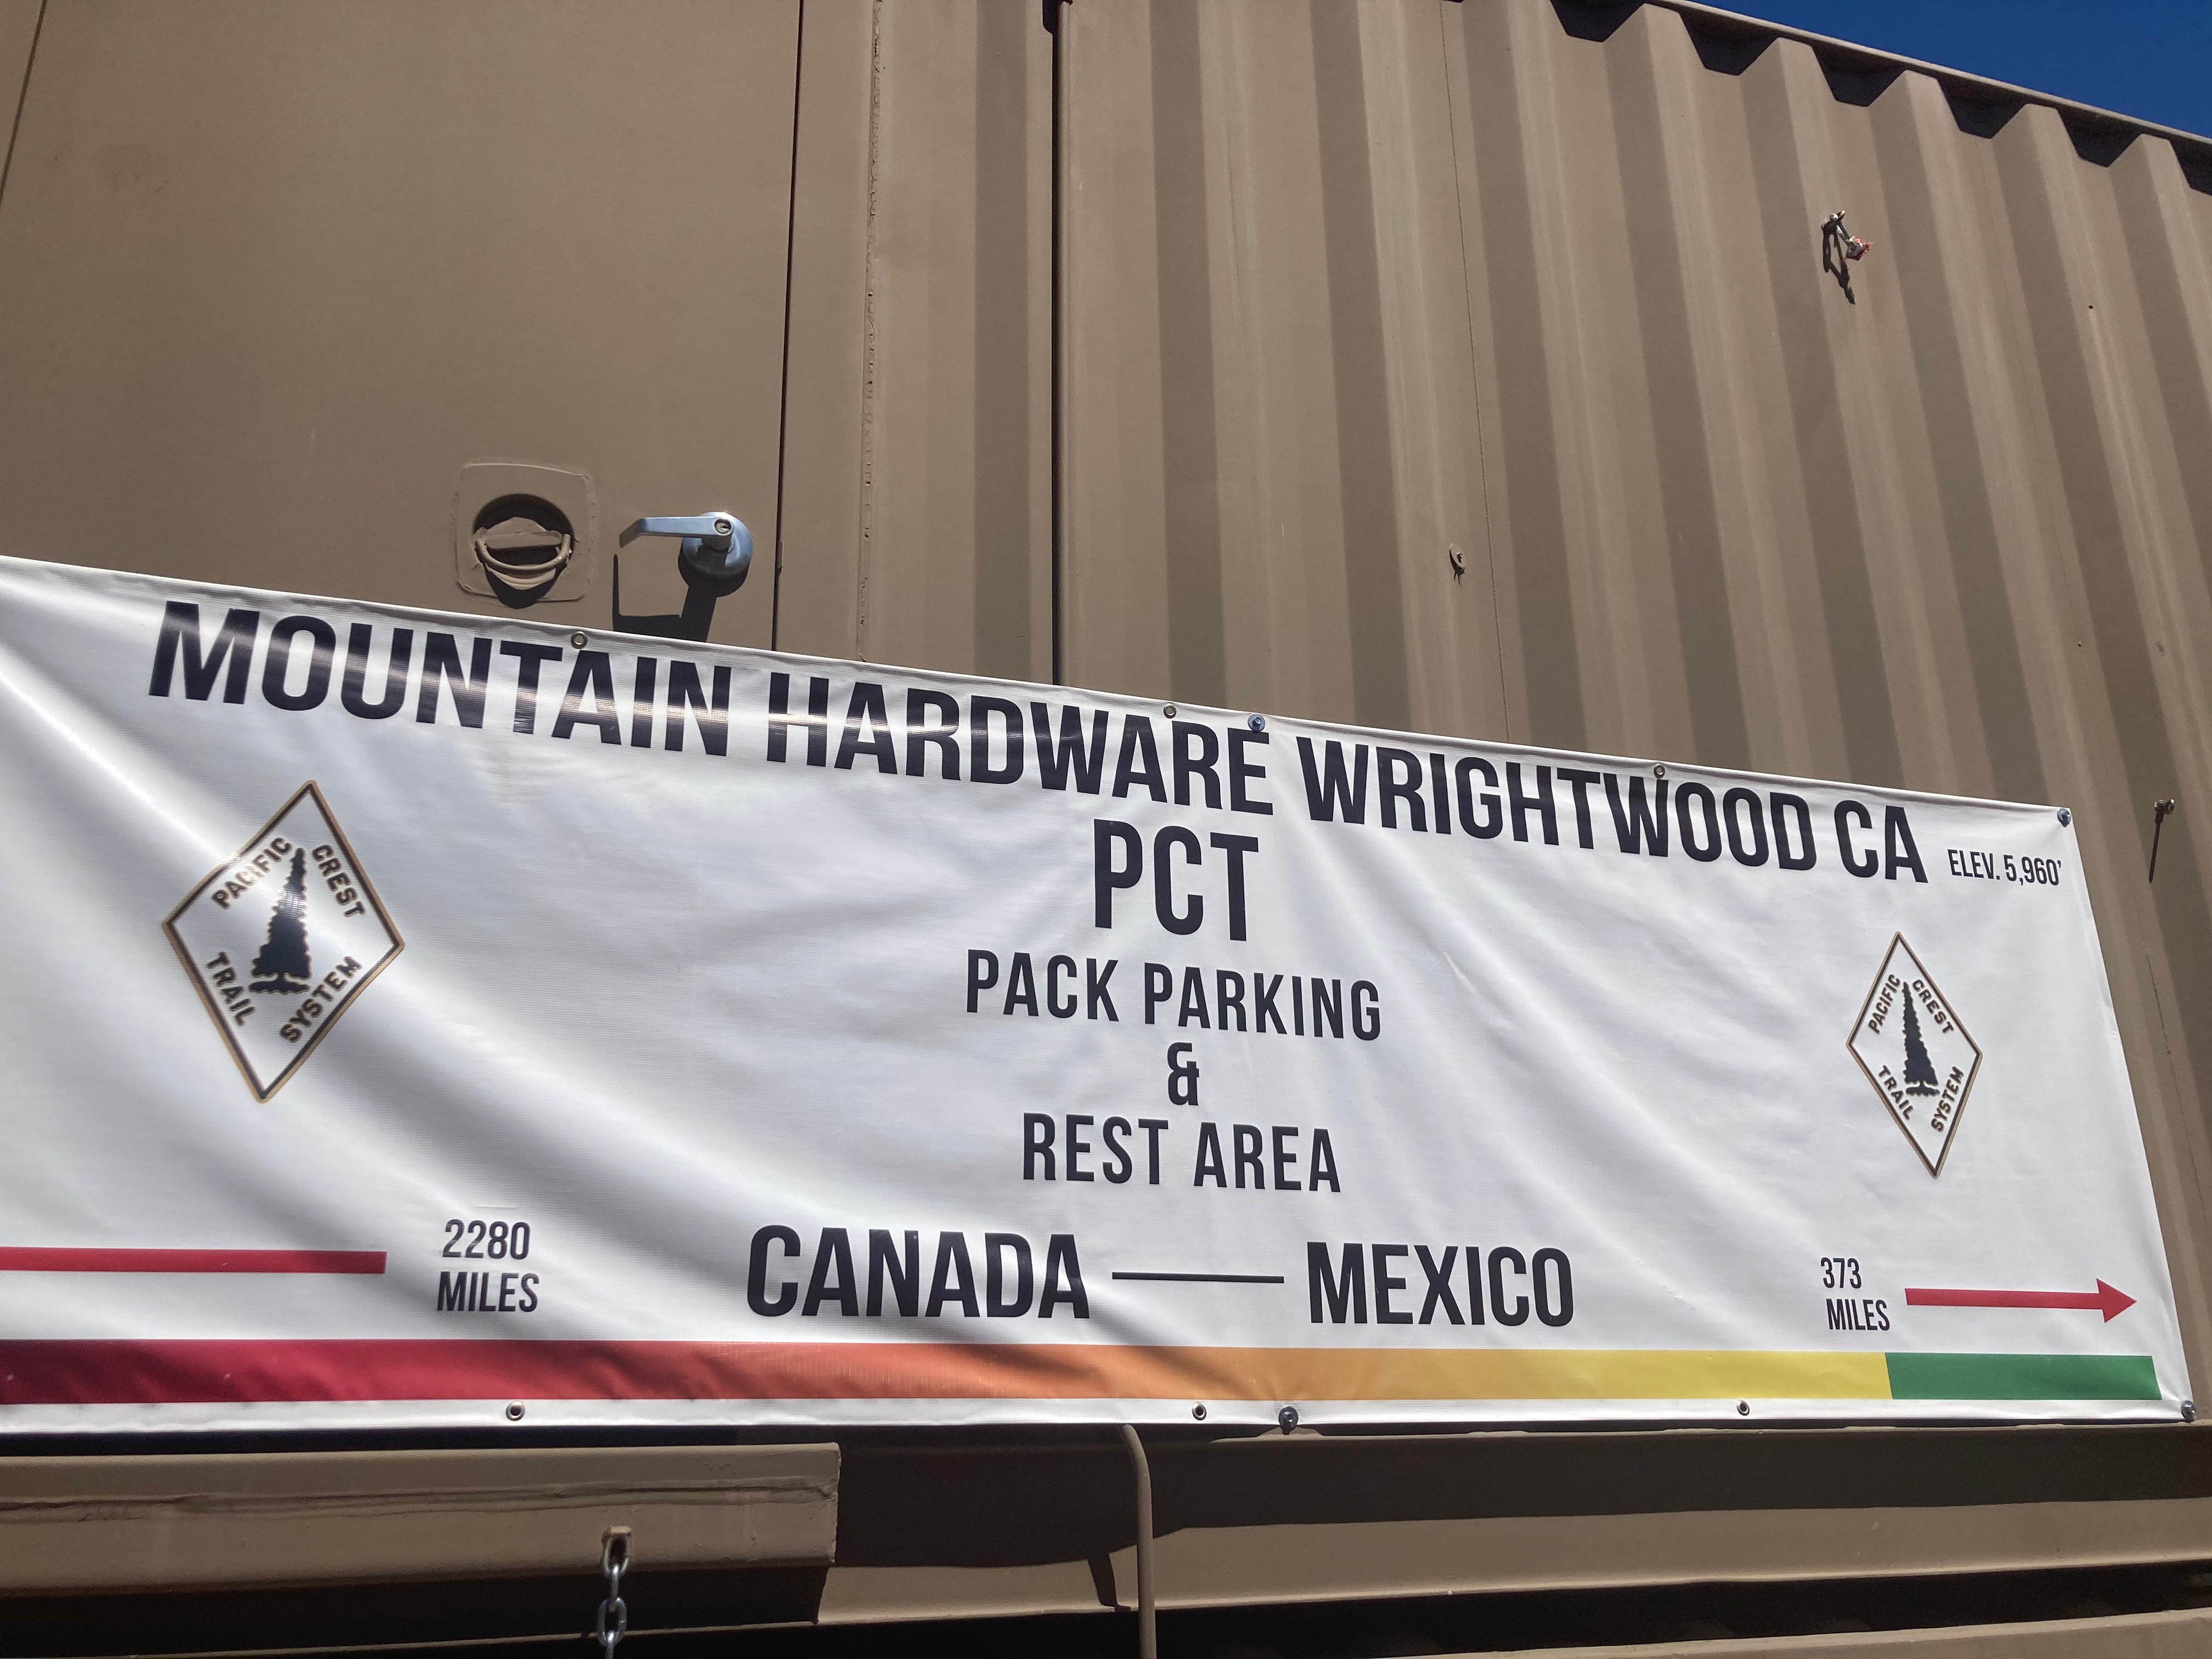 MOUNTAIN HARDWARE WRIGHTWOOD CA
ELEV. 5,960'
PCT
PACK PARKING
&
REST AREA
PACIFIC CREST
TRAIL SYSTEM
PACIFIC CREST
TRAIL SYSTEM
2280
MILES
CANADA — MEXICO
373
MILES